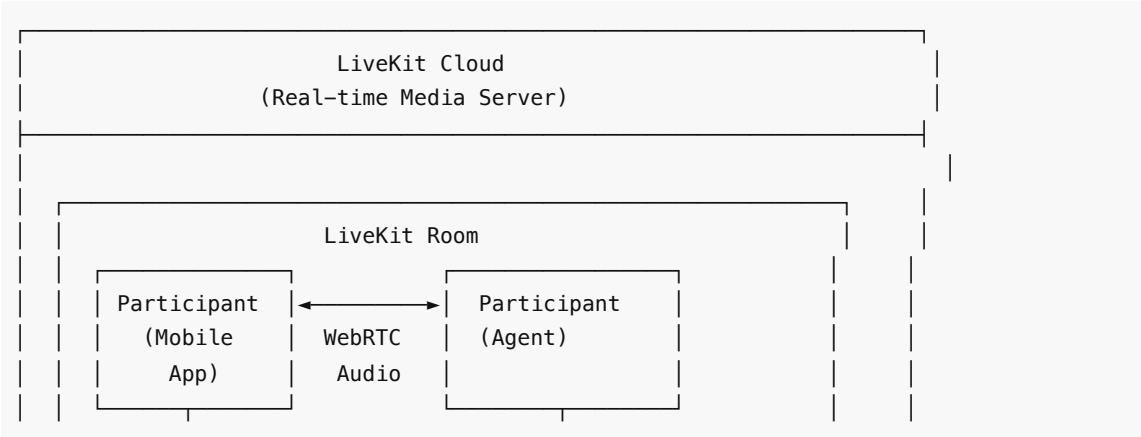 LiveKit Cloud
(Real-time Media Server)
LiveKit Room
Participant Participant
(Mobile WebRTC (Agent)
App) Audio